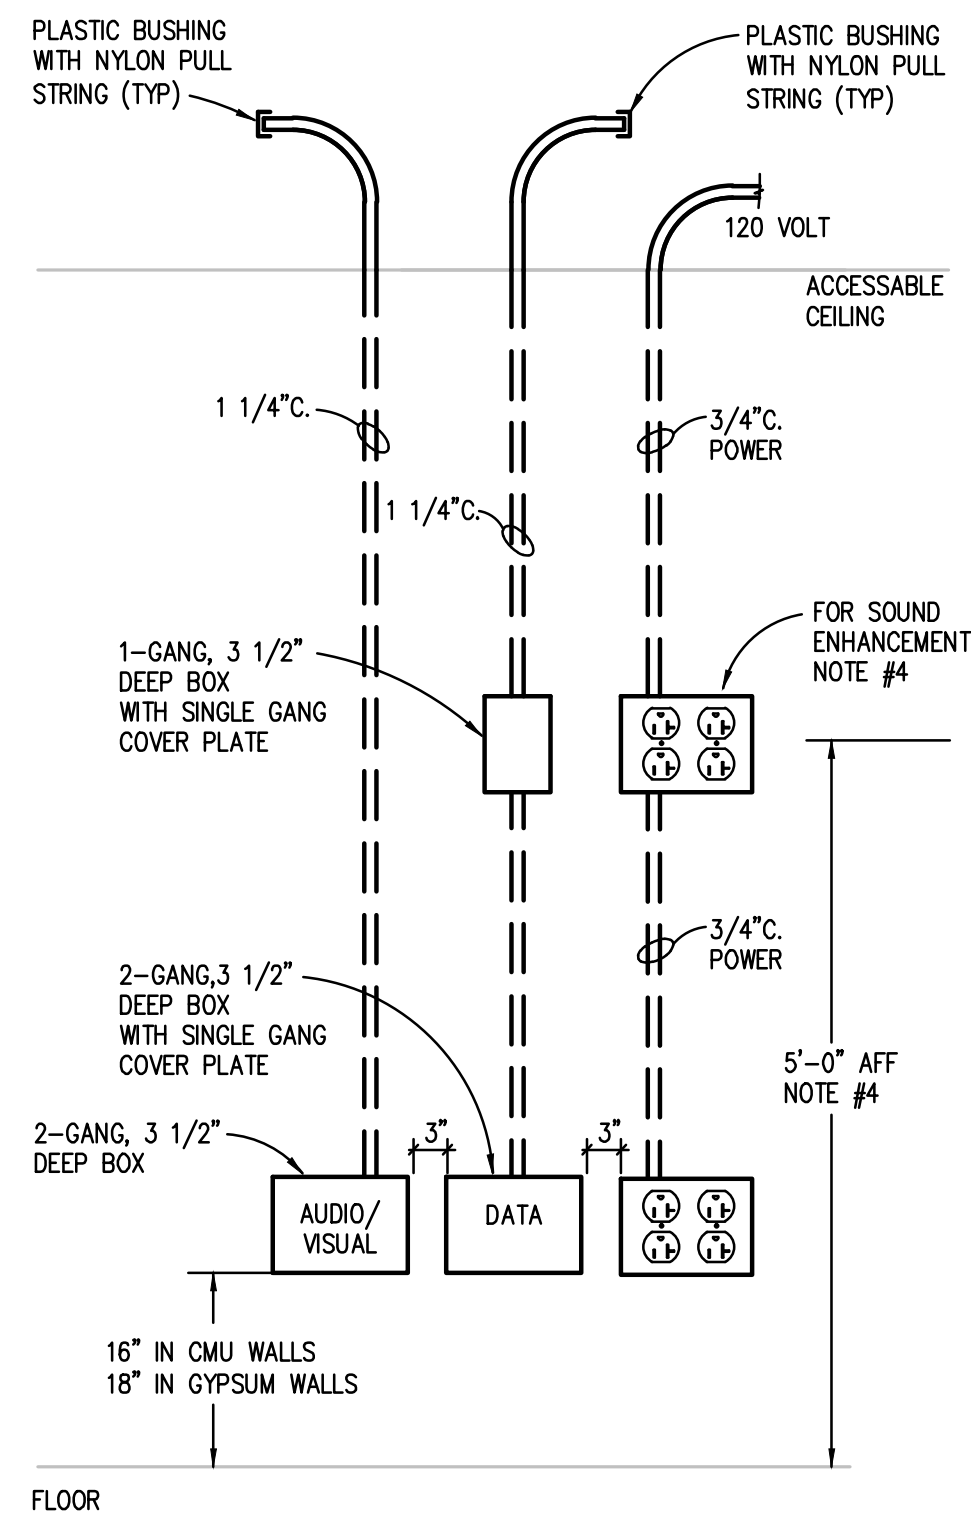 PLASTIC BUSHING
WITH NYLON PULL
STRING (TYP)
PLASTIC BUSHING
WITH NYLON PULL
STRING (TYP)
120 VOLT
ACCESSABLE
CEILING
1 1/4"C.
3/4"C.
POWER
1 1/4"C.
FOR SOUND
ENHANCEMENT
NOTE #4
1-GANG, 3 1/2"
DEEP BOX
WITH SINGLE GANG
COVER PLATE
3/4"C.
POWER
2-GANG,3 1/2"
DEEP BOX
WITH SINGLE GANG
COVER PLATE
5'-0" AFF
NOTE #4
2-GANG, 3 1/2"
DEEP BOX
3"
3"
AUDIO/
VISUAL
DATA
16" IN CMU WALLS
18" IN GYPSUM WALLS
FLOOR